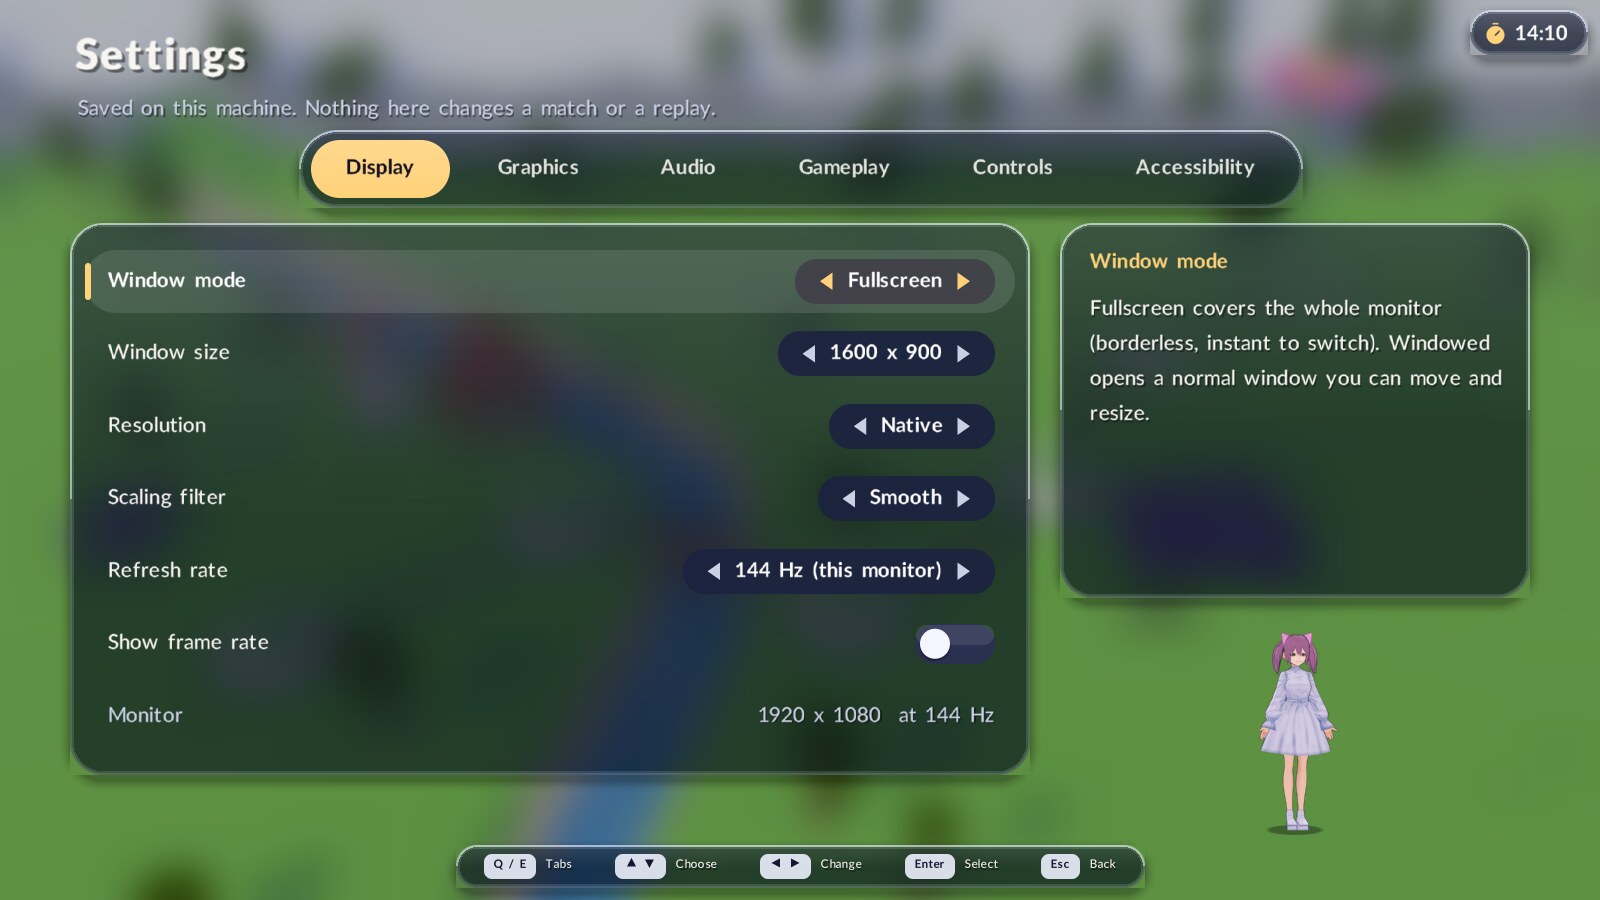 Settings
14:10
Saved on this machine. Nothing here changes a match or a replay.
Display Graphics Audio Gameplay Controls Accessibility
Window mode Fullscreen
Window size 1600 x 900
Resolution Native
Scaling filter Smooth
Refresh rate 144 Hz (this monitor)
Show frame rate
Monitor 1920 x 1080 at 144 Hz
Window mode
Fullscreen covers the whole monitor
(borderless, instant to switch). Windowed
opens a normal window you can move and
resize.
Q / E Tabs ▲ ▼ Choose ◀ ▶ Change Enter Select Esc Back